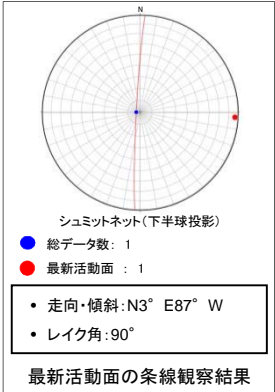 N
シュミットネット(下半球投影)
総データ数: 1
最新活動面 : 1
• 走向・傾斜:N3° E87° W
• レイク角:90°
最新活動面の条線観察結果